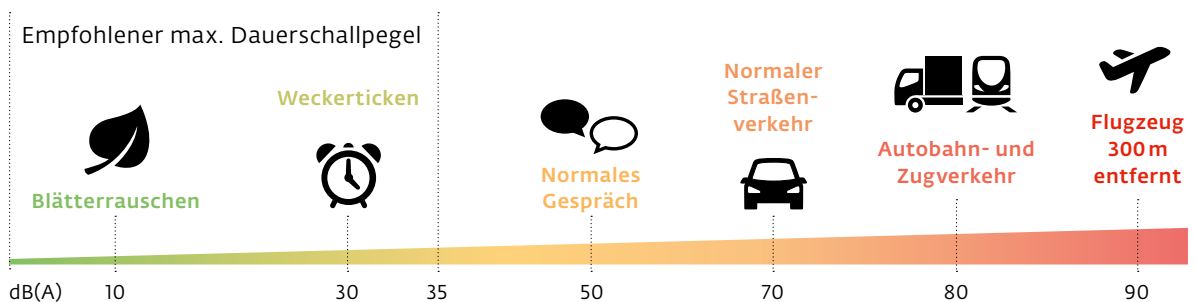 Empfohlener max. Dauerschallpegel
Blätterrauschen
Weckerticken
Normales
Gespräch
Normaler
Straßen-
verkehr
Autobahn- und
Zugverkehr
Flugzeug
300 m
entfernt
dB(A) 10 30 35 50 70 80 90